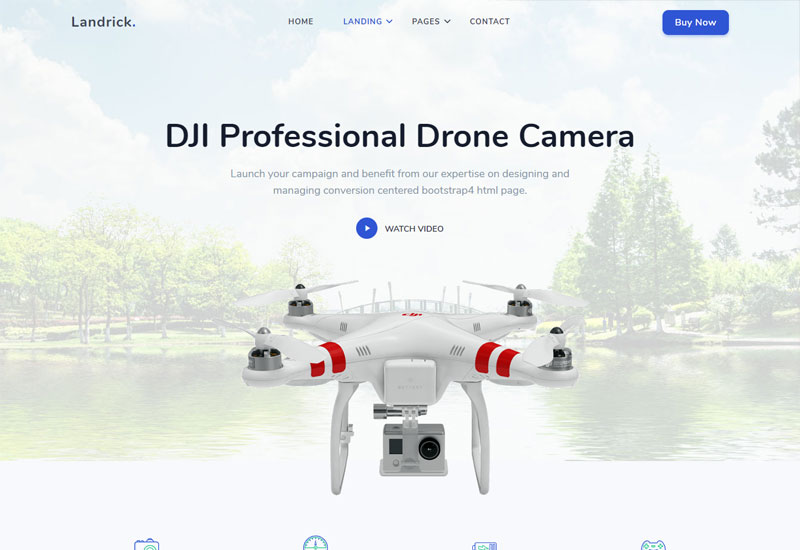 Landrick.
HOME
LANDING
PAGES
CONTACT
Buy Now
DJI Professional Drone Camera
Launch your campaign and benefit from our expertise on designing and
managing conversion centered bootstrap4 html page.
WATCH VIDEO